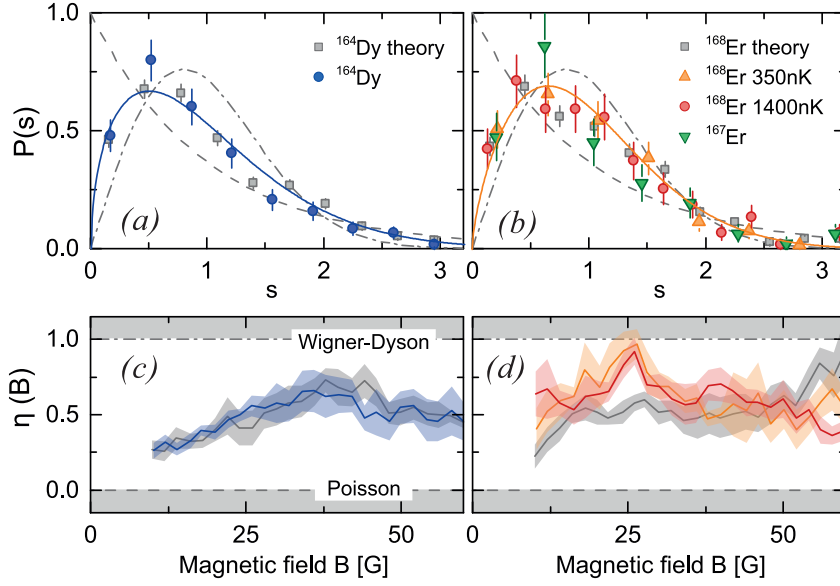 (a)
¹⁶⁴Dy theory
¹⁶⁴Dy
P(s)
1.0
0.5
0.0
0 1 2 3
s
(b)
¹⁶⁸Er theory
¹⁶⁸Er 350nK
¹⁶⁸Er 1400nK
¹⁶⁷Er
0 1 2 3
s
(c)
Wigner-Dyson
Poisson
η (B)
1.0
0.5
0.0
0 25 50
Magnetic field B [G]
(d)
0 25 50
Magnetic field B [G]